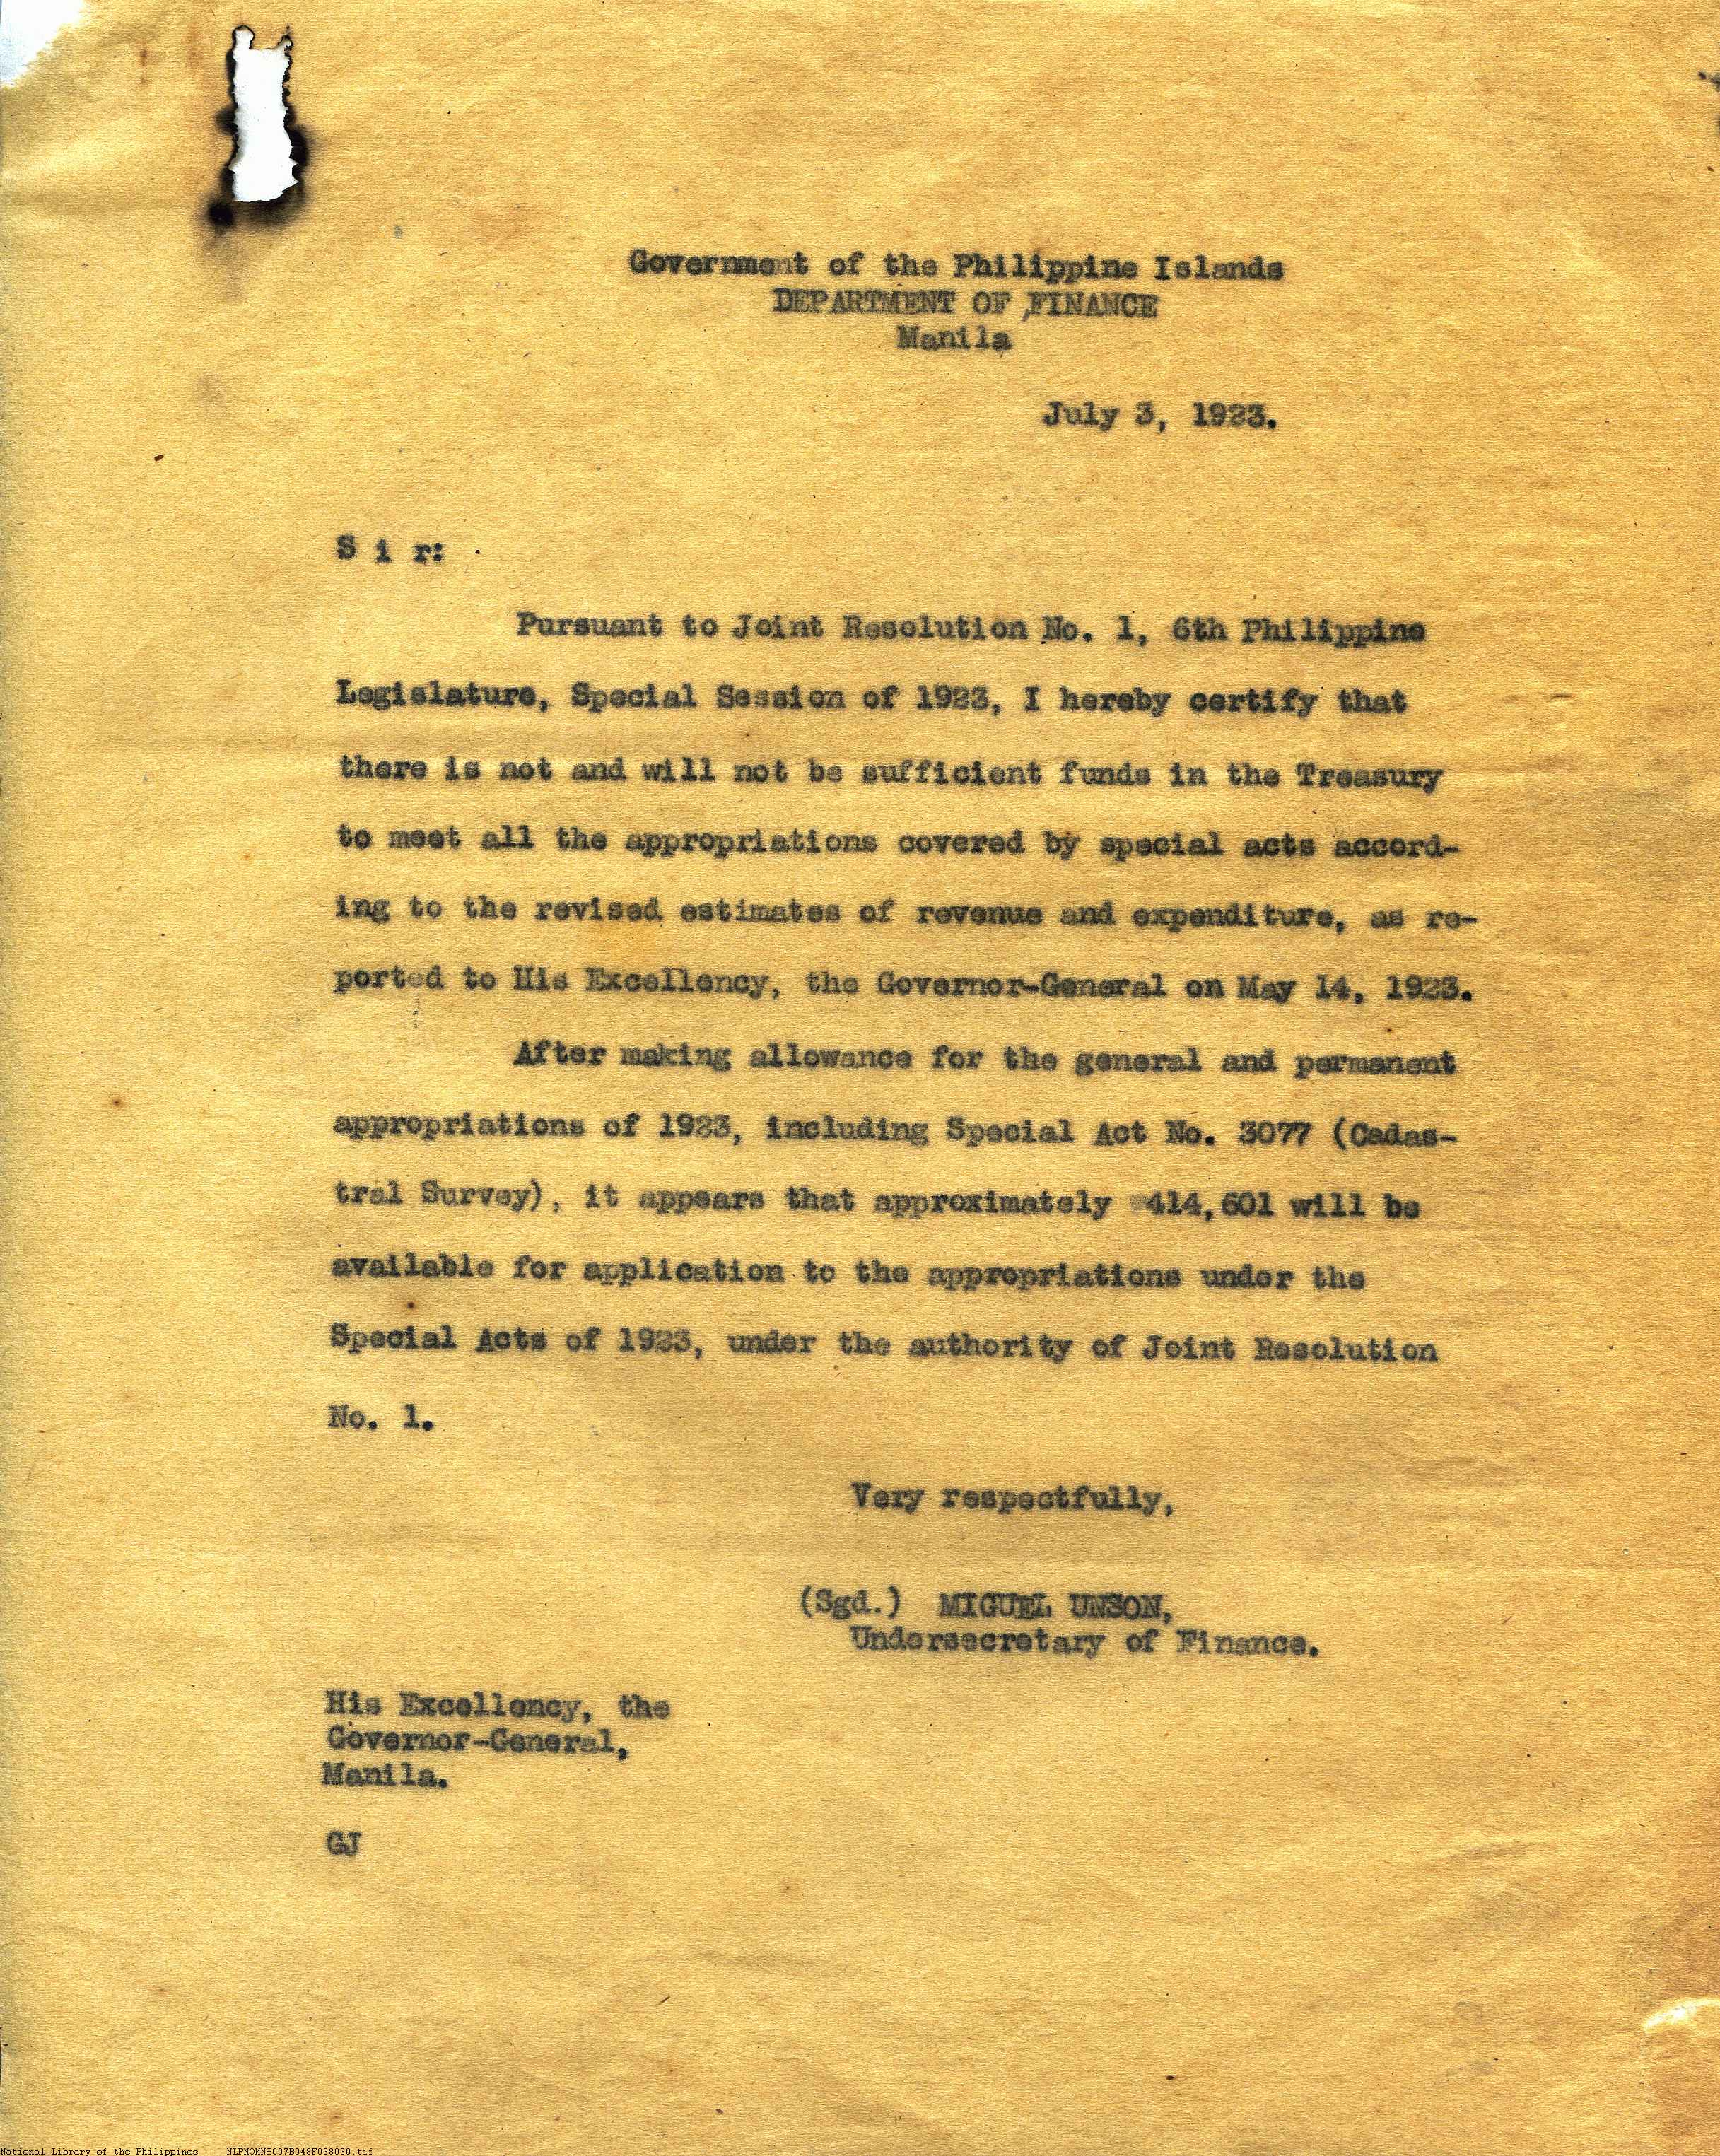 Government of the Philippine Islands
DEPARTMENT OF FINANCE
Manila
July 3, 1923.
S i r:
Pursuant to Joint Resolution No. 1, 6th Philippine
Legislature, Special Session of 1923, I hereby certify that
there is not and will not be sufficient funds in the Treasury
to meet all the appropriations covered by special acts accord-
ing to the revised estimates of revenue and expenditure, as re-
ported to His Excellency, the Governor-General on May 14, 1923.
After making allowance for the general and permanent
appropriations of 1923, including Special Act No. 3077 (Cadas-
tral Survey), it appears that approximately 414,601 will be
available for application to the appropriations under the
Special Acts of 1923, under the authority of Joint Resolution
No. 1.
Very respectfully,
(Sgd.) MIGUEL UNSON,
Undersecretary of Finance.
His Excellency, the
Governor-General,
Manila.
GJ
National Library of the Philippines NLPMQMNS007B048F038030.tif